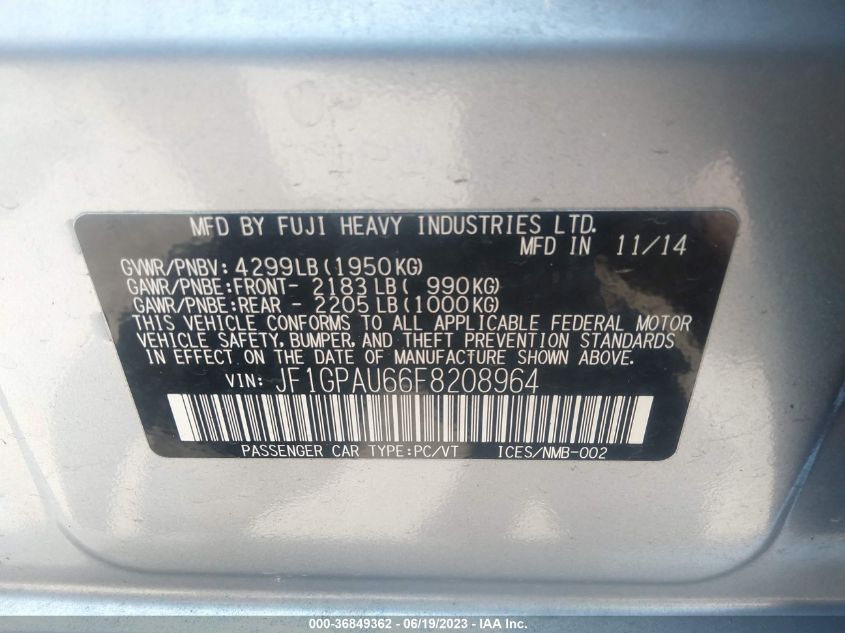 MFD BY FUJI HEAVY INDUSTRIES LTD.
MFD IN 11/14
GVWR/PNBV: 4299LB(1950KG)
GAWR/PNBE:FRONT- 2183LB( 990KG)
GAWR/PNBE:REAR - 2205LB(1000KG)
THIS VEHICLE CONFORMS TO ALL APPLICABLE FEDERAL MOTOR
VEHICLE SAFETY, BUMPER, AND THEFT PREVENTION STANDARDS
IN EFFECT ON THE DATE OF MANUFACTURE SHOWN ABOVE.
VIN: JF1GPAU66F8208964
PASSENGER CAR TYPE:PC/VT ICES/NMB-002
000-36849362 - 06/19/2023 - IAA Inc.